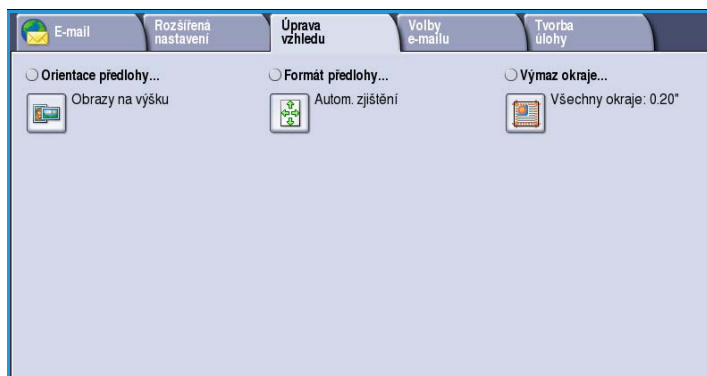 E-mail
Rozšířená
nastavení
Úprava
vzhledu
Volby
e-mailu
Tvorba
úlohy
Orientace předlohy...
Obrazy na výšku
Formát předlohy...
Autom. zjištění
Výmaz okraje...
Všechny okraje: 0.20"